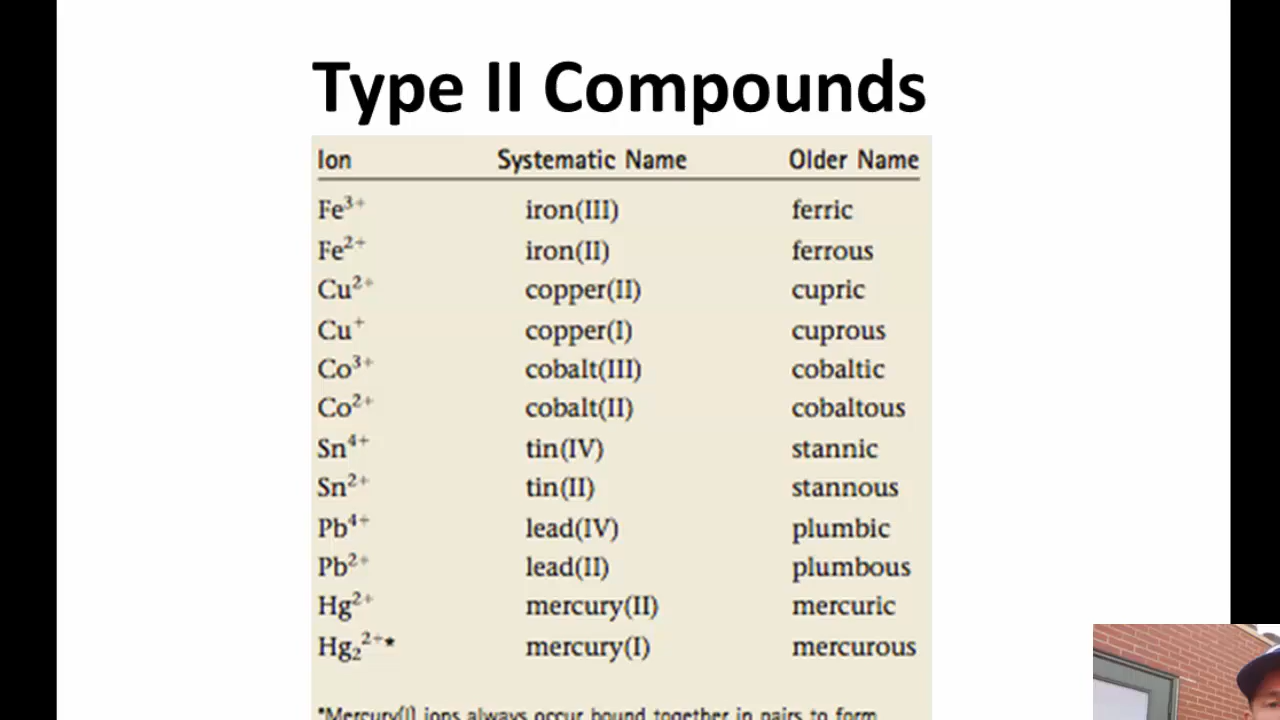 Type II Compounds
Ion Systematic Name Older Name
Fe³⁺ iron(III) ferric
Fe²⁺ iron(II) ferrous
Cu²⁺ copper(II) cupric
Cu⁺ copper(I) cuprous
Co³⁺ cobalt(III) cobaltic
Co²⁺ cobalt(II) cobaltous
Sn⁴⁺ tin(IV) stannic
Sn²⁺ tin(II) stannous
Pb⁴⁺ lead(IV) plumbic
Pb²⁺ lead(II) plumbous
Hg²⁺ mercury(II) mercuric
Hg₂²⁺* mercury(I) mercurous
*Mercury(I) ions always occur bound together in pairs to form